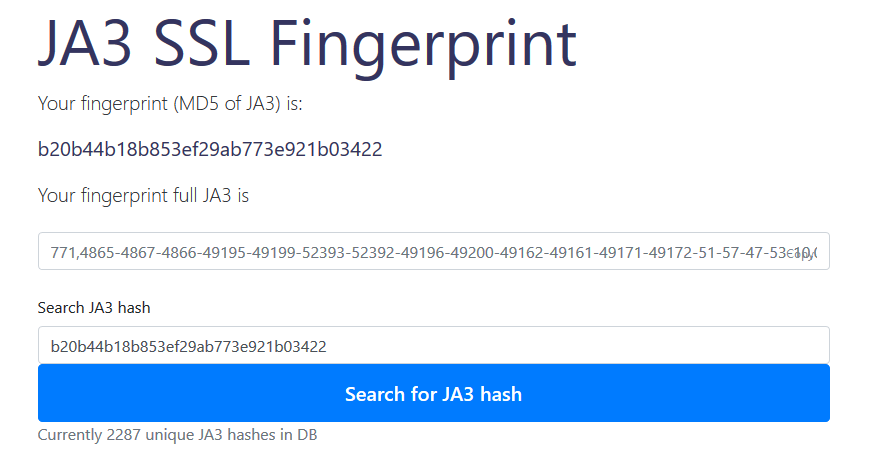 JA3 SSL Fingerprint
Your fingerprint (MD5 of JA3) is:
b20b44b18b853ef29ab773e921b03422
Your fingerprint full JA3 is
771,4865-4867-4866-49195-49199-52393-52392-49196-49200-49162-49161-49171-49172-51-57-47-53-10,
Search JA3 hash
b20b44b18b853ef29ab773e921b03422
Search for JA3 hash
Currently 2287 unique JA3 hashes in DB